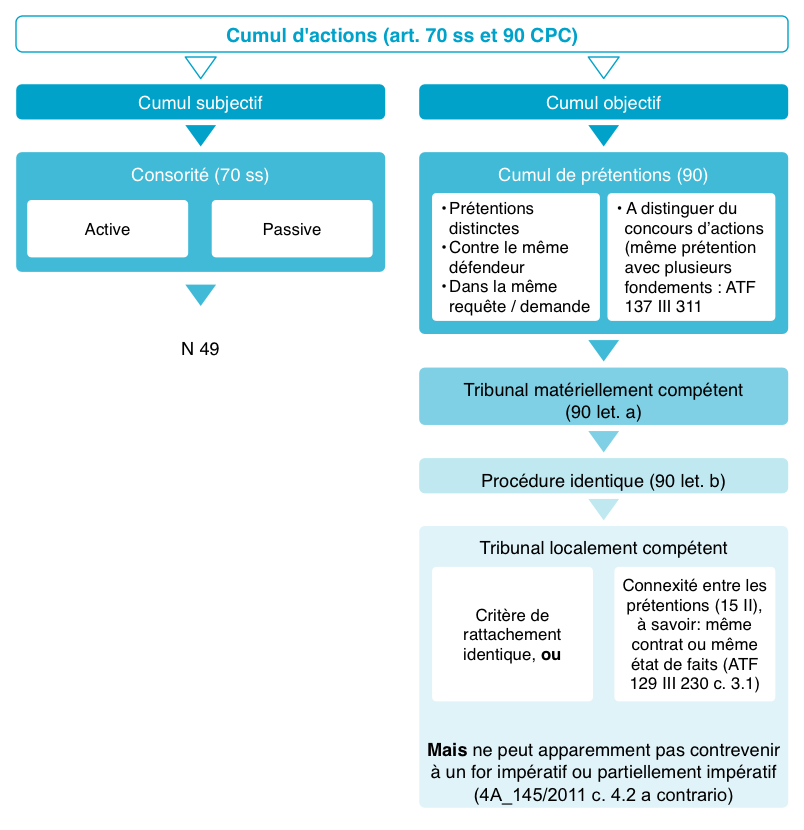 Cumul d'actions (art. 70 ss et 90 CPC)
Cumul subjectif
Consorité (70 ss)
Active
Passive
N 49
Cumul objectif
Cumul de prétentions (90)
• Prétentions
distinctes
• Contre le même
défendeur
• Dans la même
requête / demande
• A distinguer du
concours d'actions
(même prétention
avec plusieurs
fondements : ATF
137 III 311
Tribunal matériellement compétent
(90 let. a)
Procédure identique (90 let. b)
Tribunal localement compétent
Critère de
rattachement
identique, ou
Connexité entre les
prétentions (15 II),
à savoir: même
contrat ou même
état de faits (ATF
129 III 230 c. 3.1)
Mais ne peut apparemment pas contrevenir
à un for impératif ou partiellement impératif
(4A_145/2011 c. 4.2 a contrario)